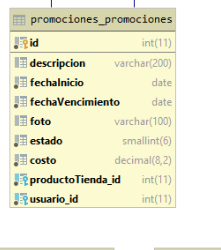 promociones_promociones
id int(11)
descripcion varchar(200)
fechaInicio date
fechaVencimiento date
foto varchar(100)
estado smallint(6)
costo decimal(8,2)
productoTienda_id int(11)
usuario_id int(11)